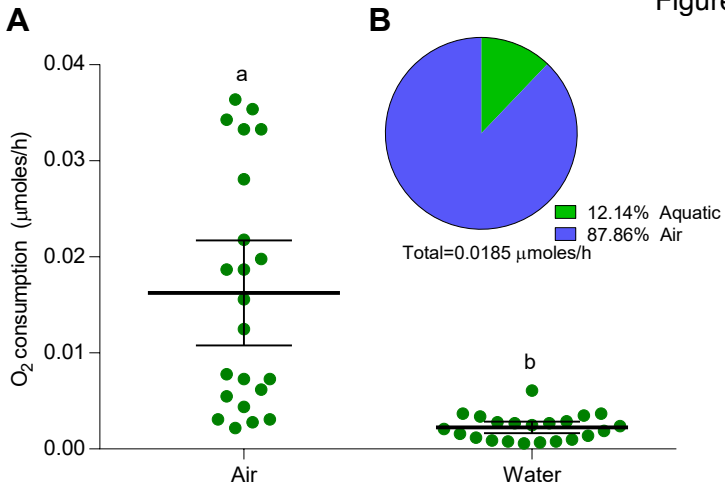 A
B
Figure
O2 consumption (μmoles/h)
0.04
0.03
0.02
0.01
0.00
a
b
Air
Water
12.14% Aquatic
87.86% Air
Total=0.0185 μmoles/h